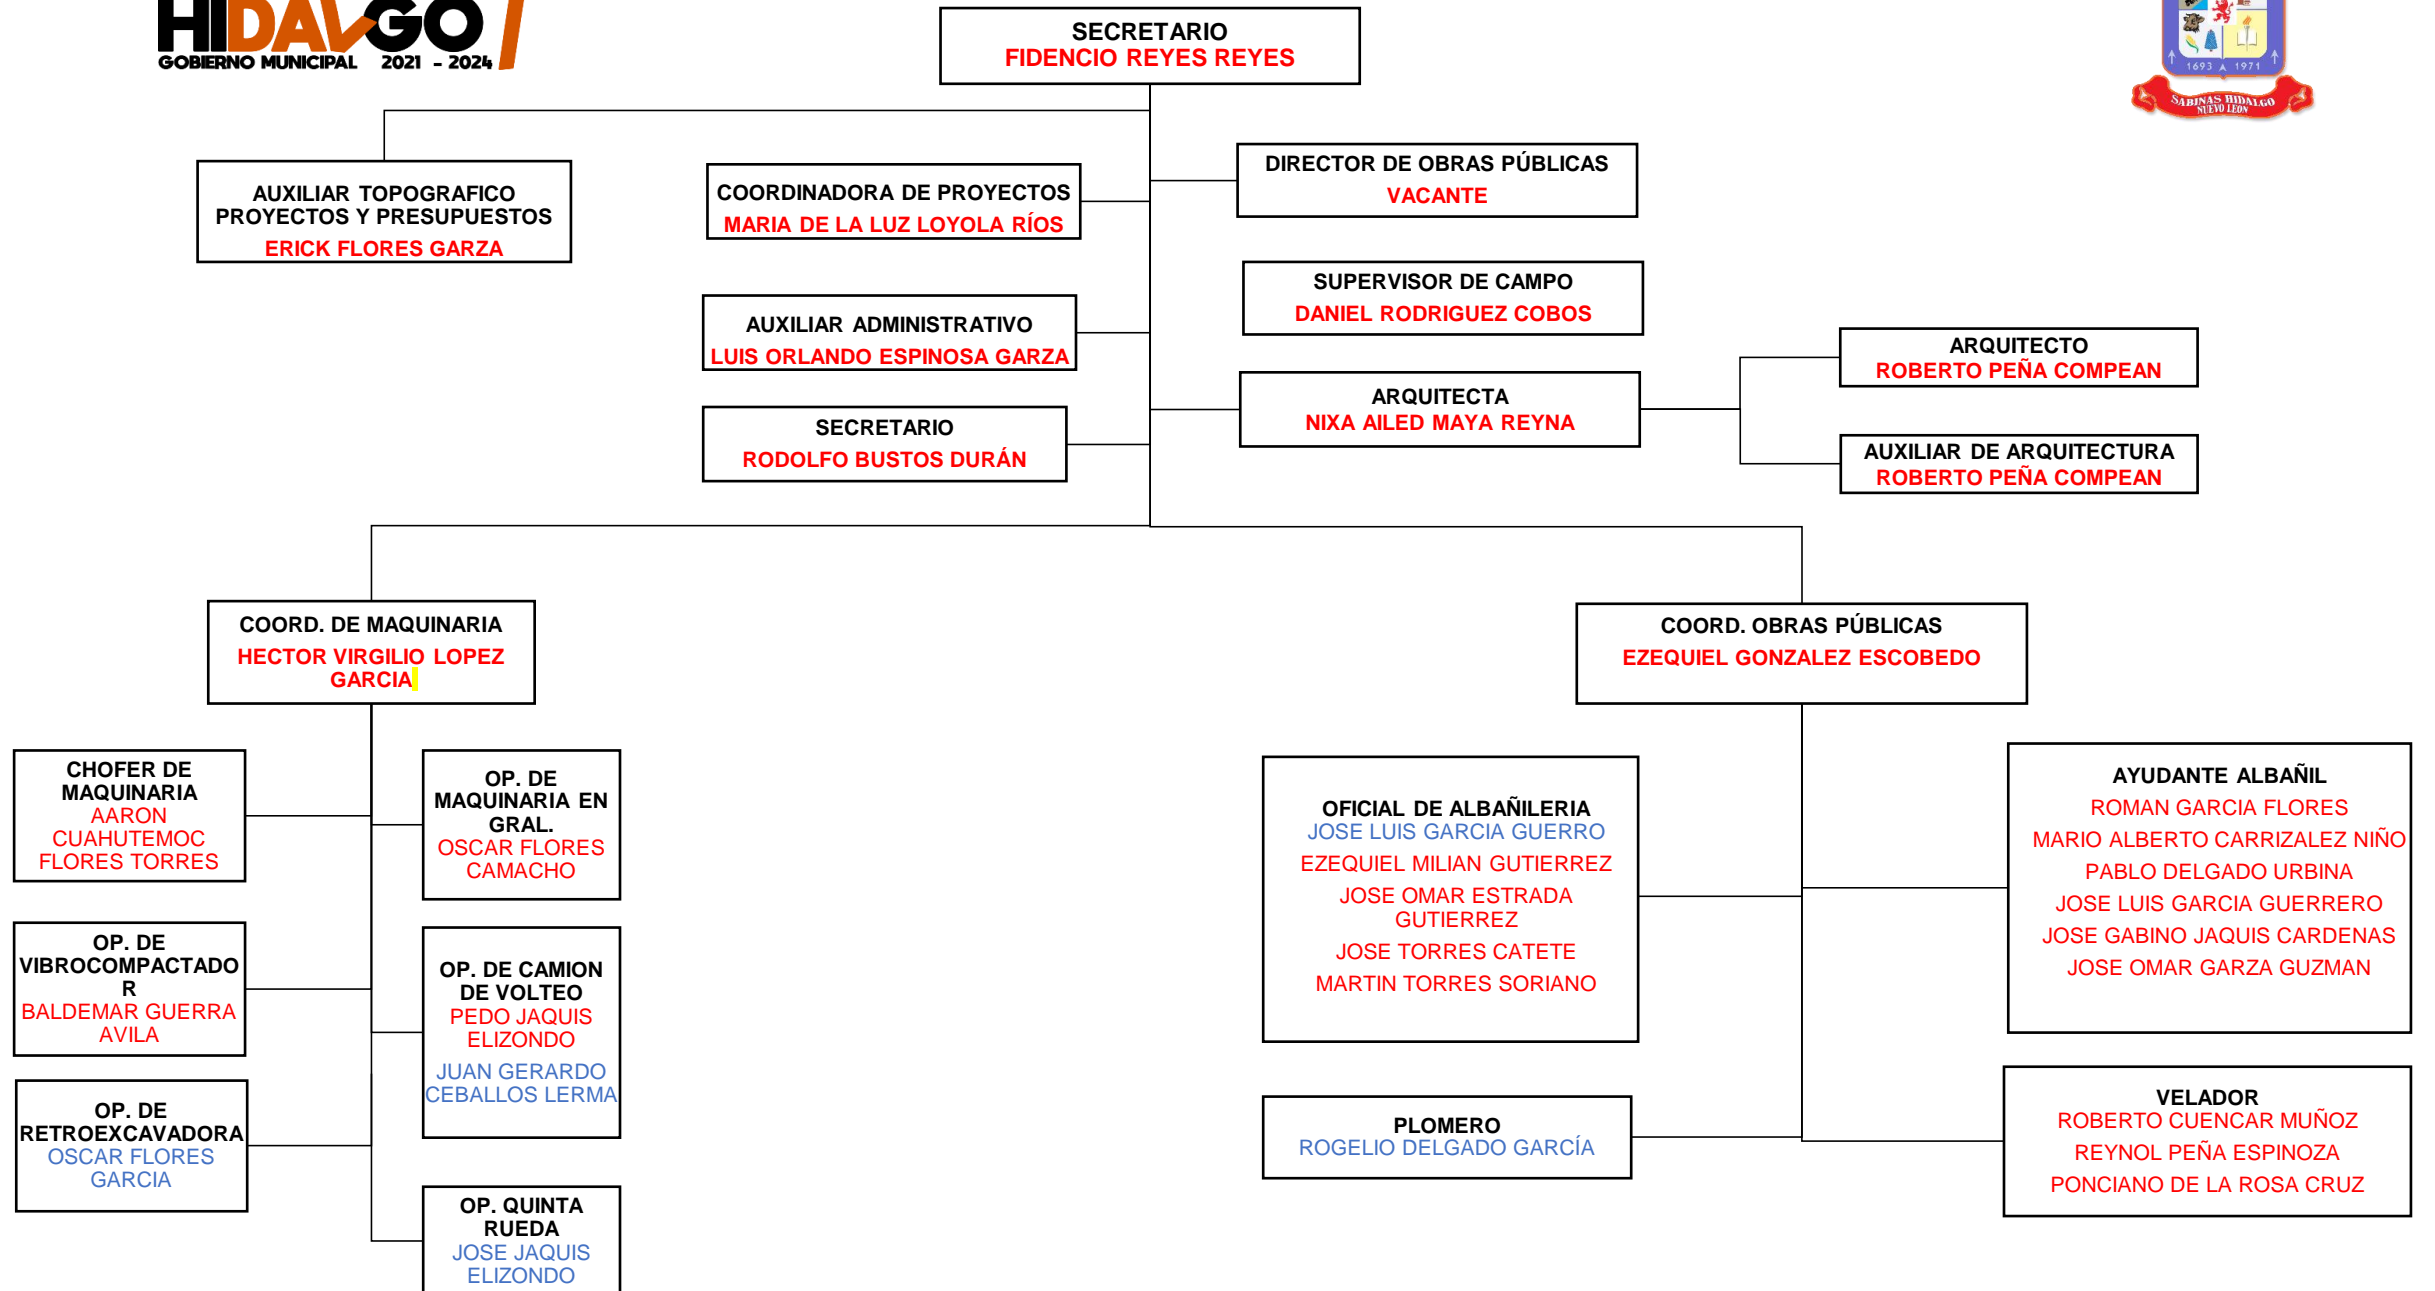 HIDALGO
GOBIERNO MUNICIPAL 2021 - 2024
SECRETARIO
FIDENCIO REYES REYES
1693 1971
SABINAS HIDALGO
NUEVO LEON
AUXILIAR TOPOGRAFICO
PROYECTOS Y PRESUPUESTOS
ERICK FLORES GARZA
COORDINADORA DE PROYECTOS
MARIA DE LA LUZ LOYOLA RÍOS
DIRECTOR DE OBRAS PÚBLICAS
VACANTE
SUPERVISOR DE CAMPO
DANIEL RODRIGUEZ COBOS
AUXILIAR ADMINISTRATIVO
LUIS ORLANDO ESPINOSA GARZA
ARQUITECTA
NIXA AILED MAYA REYNA
ARQUITECTO
ROBERTO PEÑA COMPEAN
SECRETARIO
RODOLFO BUSTOS DURÁN
AUXILIAR DE ARQUITECTURA
ROBERTO PEÑA COMPEAN
COORD. DE MAQUINARIA
HECTOR VIRGILIO LOPEZ
GARCIA
COORD. OBRAS PÚBLICAS
EZEQUIEL GONZALEZ ESCOBEDO
CHOFER DE
MAQUINARIA
AARON
CUAHUTEMOC
FLORES TORRES
OP. DE
MAQUINARIA EN
GRAL.
OSCAR FLORES
CAMACHO
OP. DE
VIBROCOMPACTADO
R
BALDEMAR GUERRA
AVILA
OP. DE CAMION
DE VOLTEO
PEDO JAQUIS
ELIZONDO
JUAN GERARDO
CEBALLOS LERMA
OP. DE
RETROEXCAVADORA
OSCAR FLORES
GARCIA
OP. QUINTA
RUEDA
JOSE JAQUIS
ELIZONDO
OFICIAL DE ALBAÑILERIA
JOSE LUIS GARCIA GUERRO
EZEQUIEL MILIAN GUTIERREZ
JOSE OMAR ESTRADA
GUTIERREZ
JOSE TORRES CATETE
MARTIN TORRES SORIANO
AYUDANTE ALBAÑIL
ROMAN GARCIA FLORES
MARIO ALBERTO CARRIZALEZ NIÑO
PABLO DELGADO URBINA
JOSE LUIS GARCIA GUERRERO
JOSE GABINO JAQUIS CARDENAS
JOSE OMAR GARZA GUZMAN
PLOMERO
ROGELIO DELGADO GARCÍA
VELADOR
ROBERTO CUENCAR MUÑOZ
REYNOL PEÑA ESPINOZA
PONCIANO DE LA ROSA CRUZ